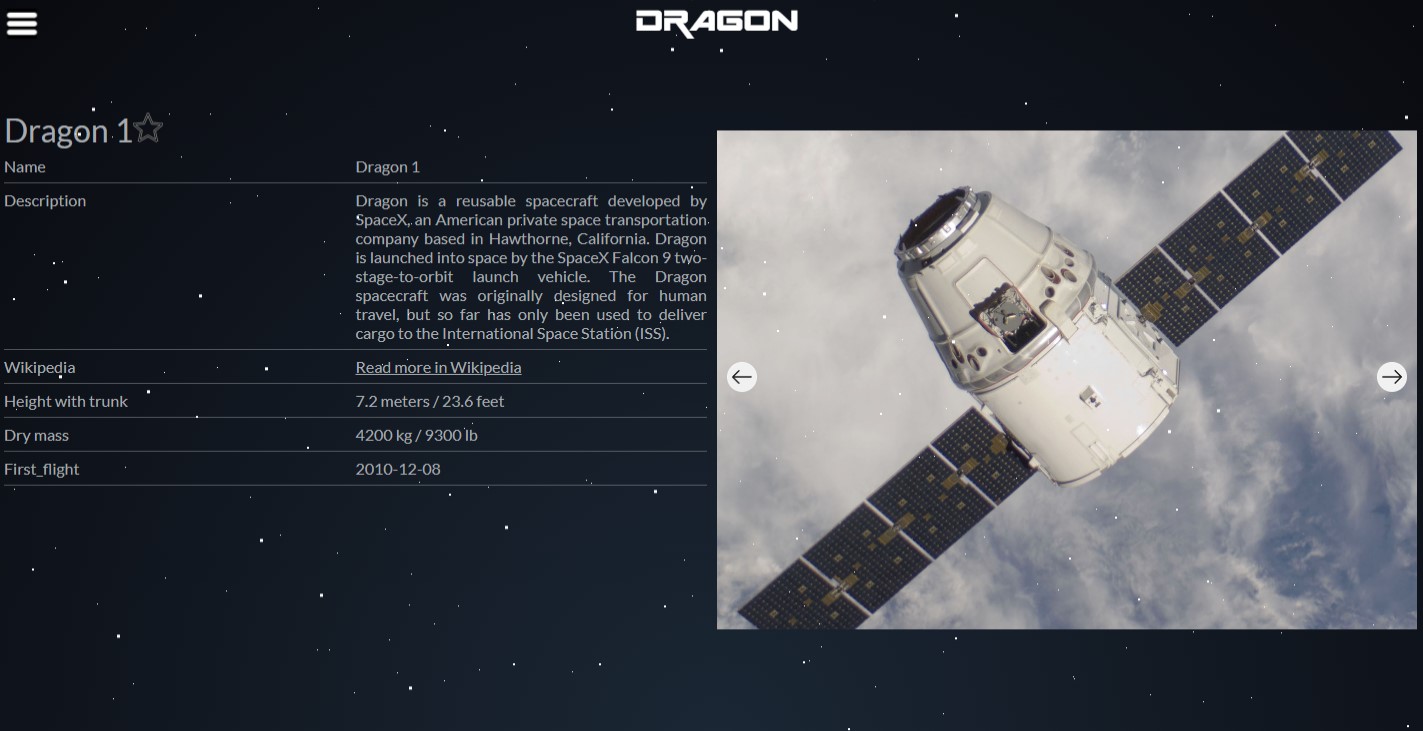 DRAGON
Dragon 1
Name Dragon 1
Description Dragon is a reusable spacecraft developed by
SpaceX, an American private space transportation
company based in Hawthorne, California. Dragon
is launched into space by the SpaceX Falcon 9 two-
stage-to-orbit launch vehicle. The Dragon
spacecraft was originally designed for human
travel, but so far has only been used to deliver
cargo to the International Space Station (ISS).
Wikipedia Read more in Wikipedia
Height with trunk 7.2 meters / 23.6 feet
Dry mass 4200 kg / 9300 lb
First_flight 2010-12-08